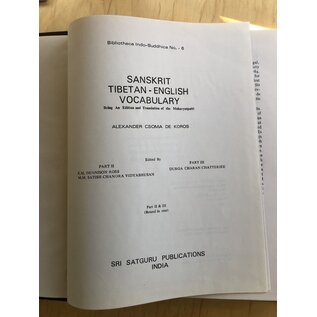 Bibliotheca Indo-Buddhica No. - 6
SANSKRIT
TIBETAN - ENGLISH
VOCABULARY
Being An Edition and Translation of the Mahavyutpatti
ALEXANDER CSOMA DE KOROS
Edited By
PART II
E.D. DENNISON ROSS
M.M. SATISH CHANDRA VIDYABHUSAN
PART III
DURGA CHARAN CHATTERJEE
Part II & III
(Bound in one)
SRI SATGURU PUBLICATIONS
INDIA